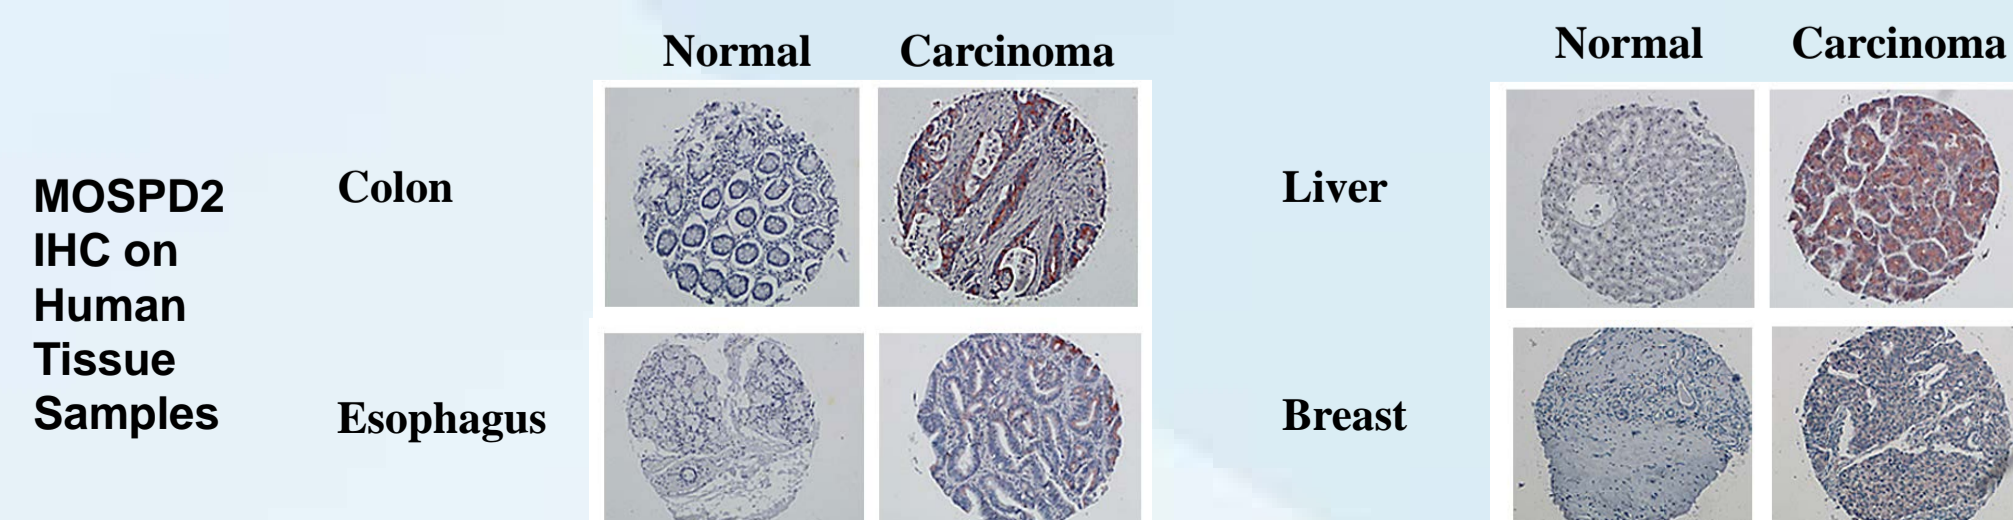 MOSPD2
IHC on
Human
Tissue
Samples
Normal Carcinoma
Colon
Esophagus
Normal Carcinoma
Liver
Breast